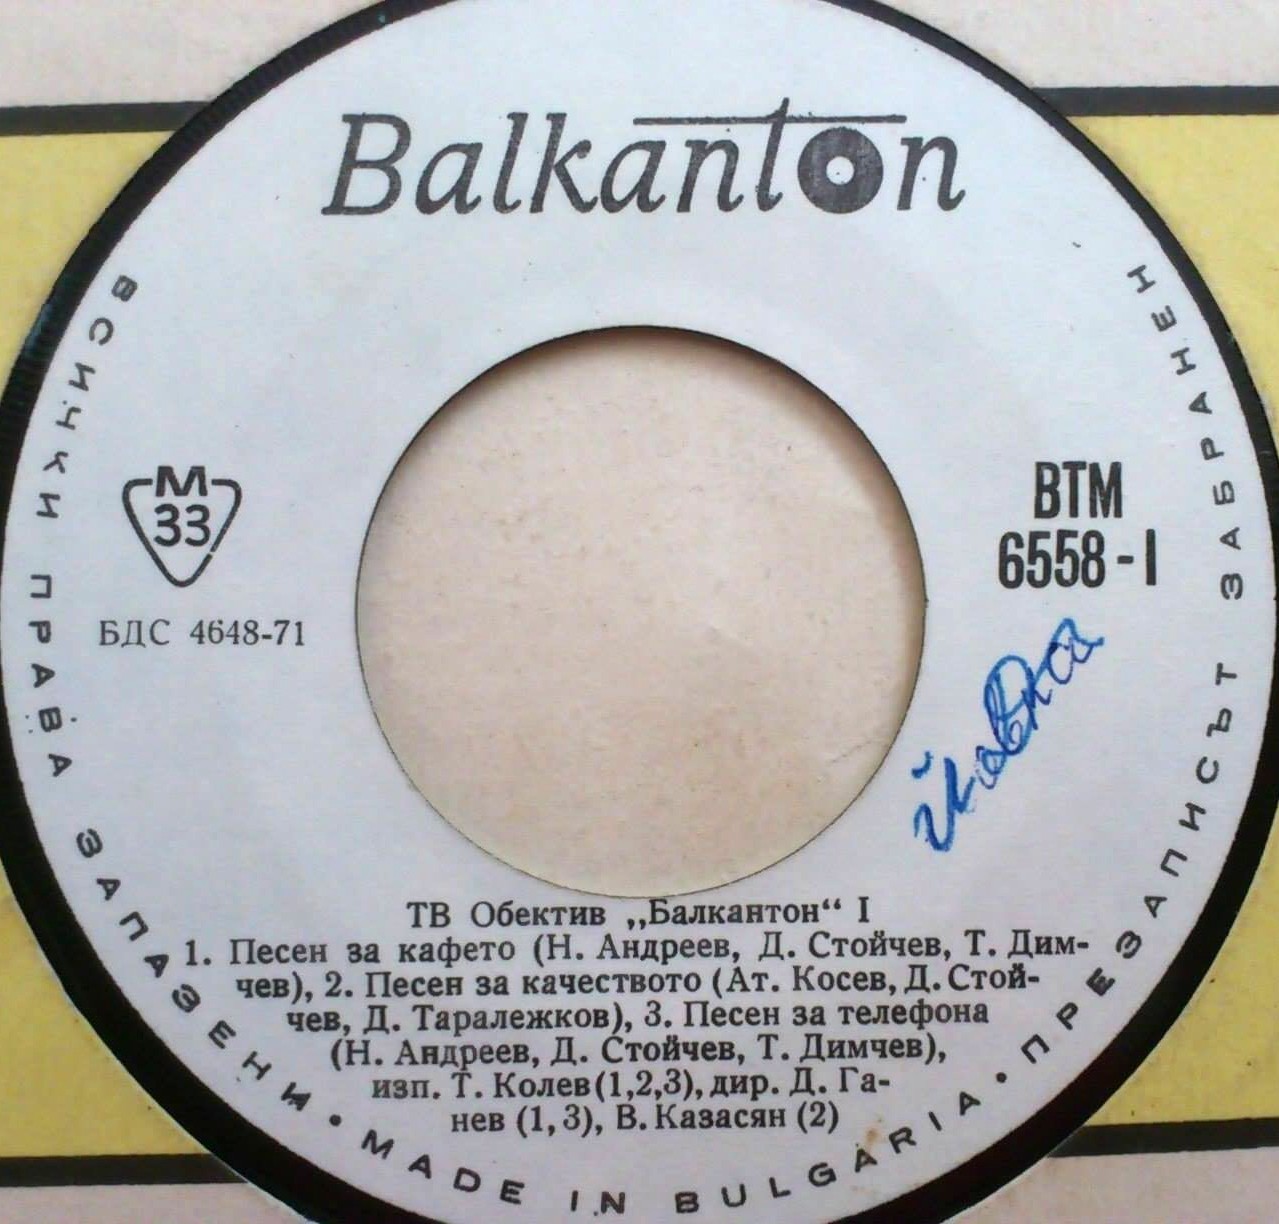 Balkanton
ВСИЧКИ ПРАВА ЗАПАЗЕНИ • MADE IN BULGARIA • ПРЕЗАПИСЪТ ЗАБРАНЕН
М
33
БДС 4648-71
ВТМ
6558-I
ТВ Обектив „Балкантон“ I
1. Песен за кафето (Н. Андреев, Д. Стойчев, Т. Дим-
чев), 2. Песен за качеството (Ат. Косев, Д. Стой-
чев, Д. Таралежков), 3. Песен за телефона
(Н. Андреев, Д. Стойчев, Т. Димчев),
изп. Т. Колев (1,2,3), дир. Д. Га-
нев (1,3), В. Казасян (2)